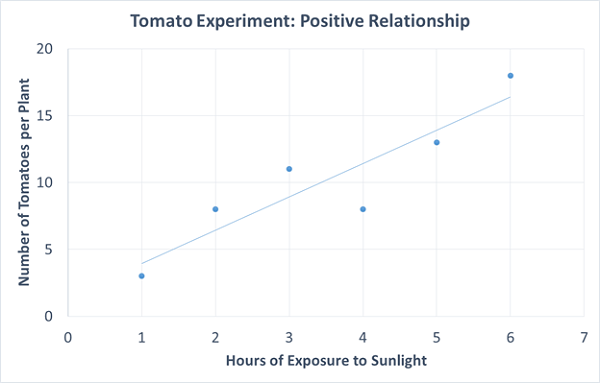 Tomato Experiment: Positive Relationship
Number of Tomatoes per Plant
20
15
10
5
0
0 1 2 3 4 5 6 7
Hours of Exposure to Sunlight